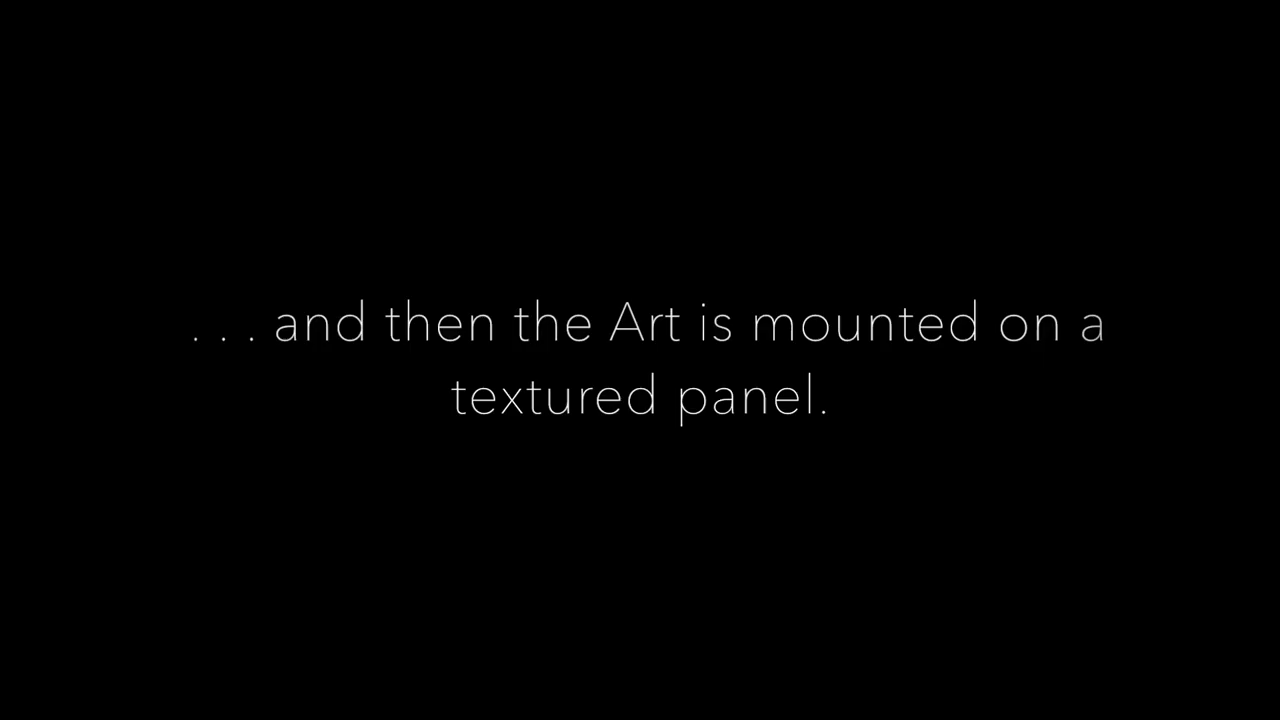 . . . and then the Art is mounted on a
textured panel.